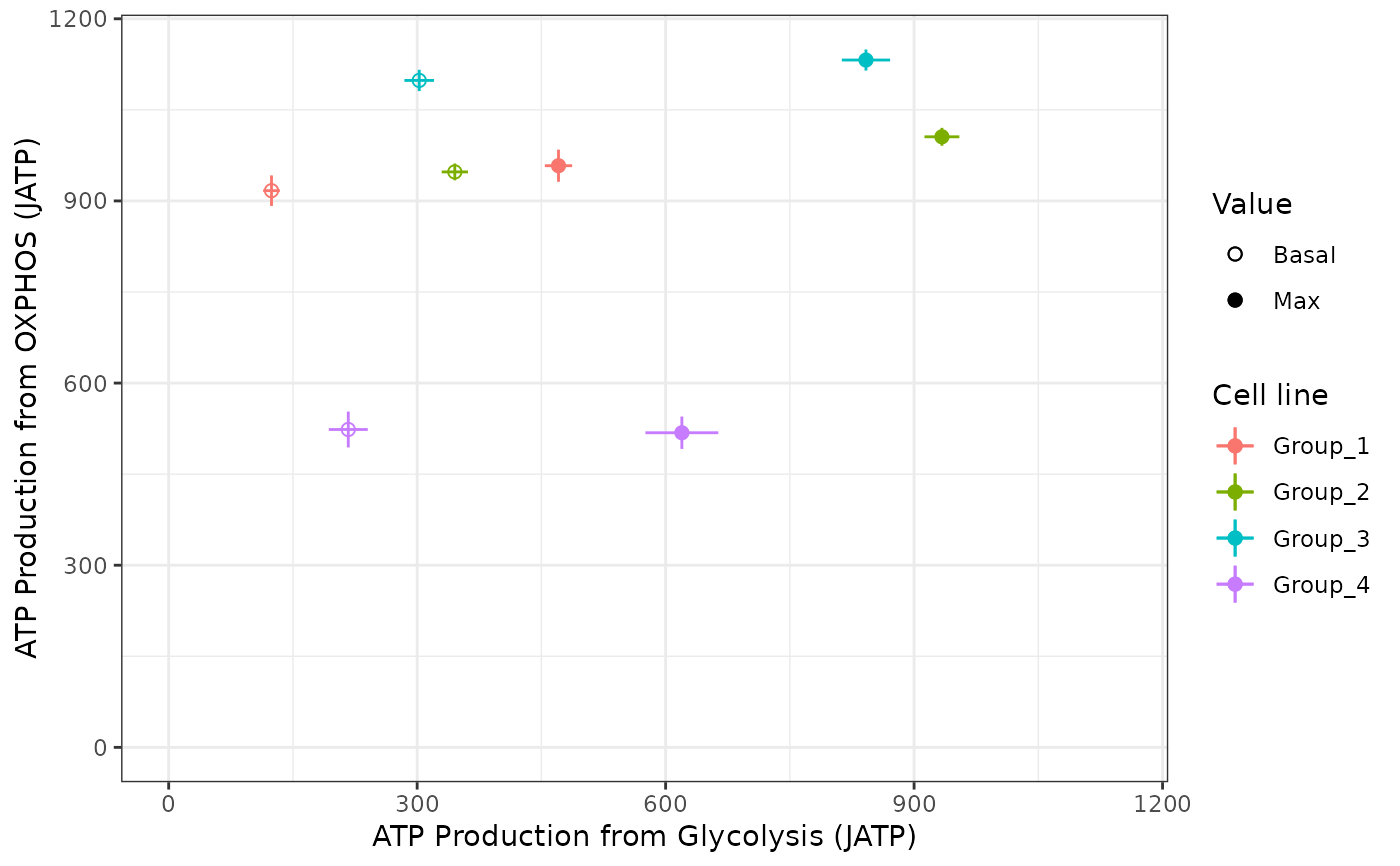 1200
900
600
300
0
ATP Production from OXPHOS (JATP)
0 300 600 900 1200
ATP Production from Glycolysis (JATP)
Value
Basal
Max
Cell line
Group_1
Group_2
Group_3
Group_4